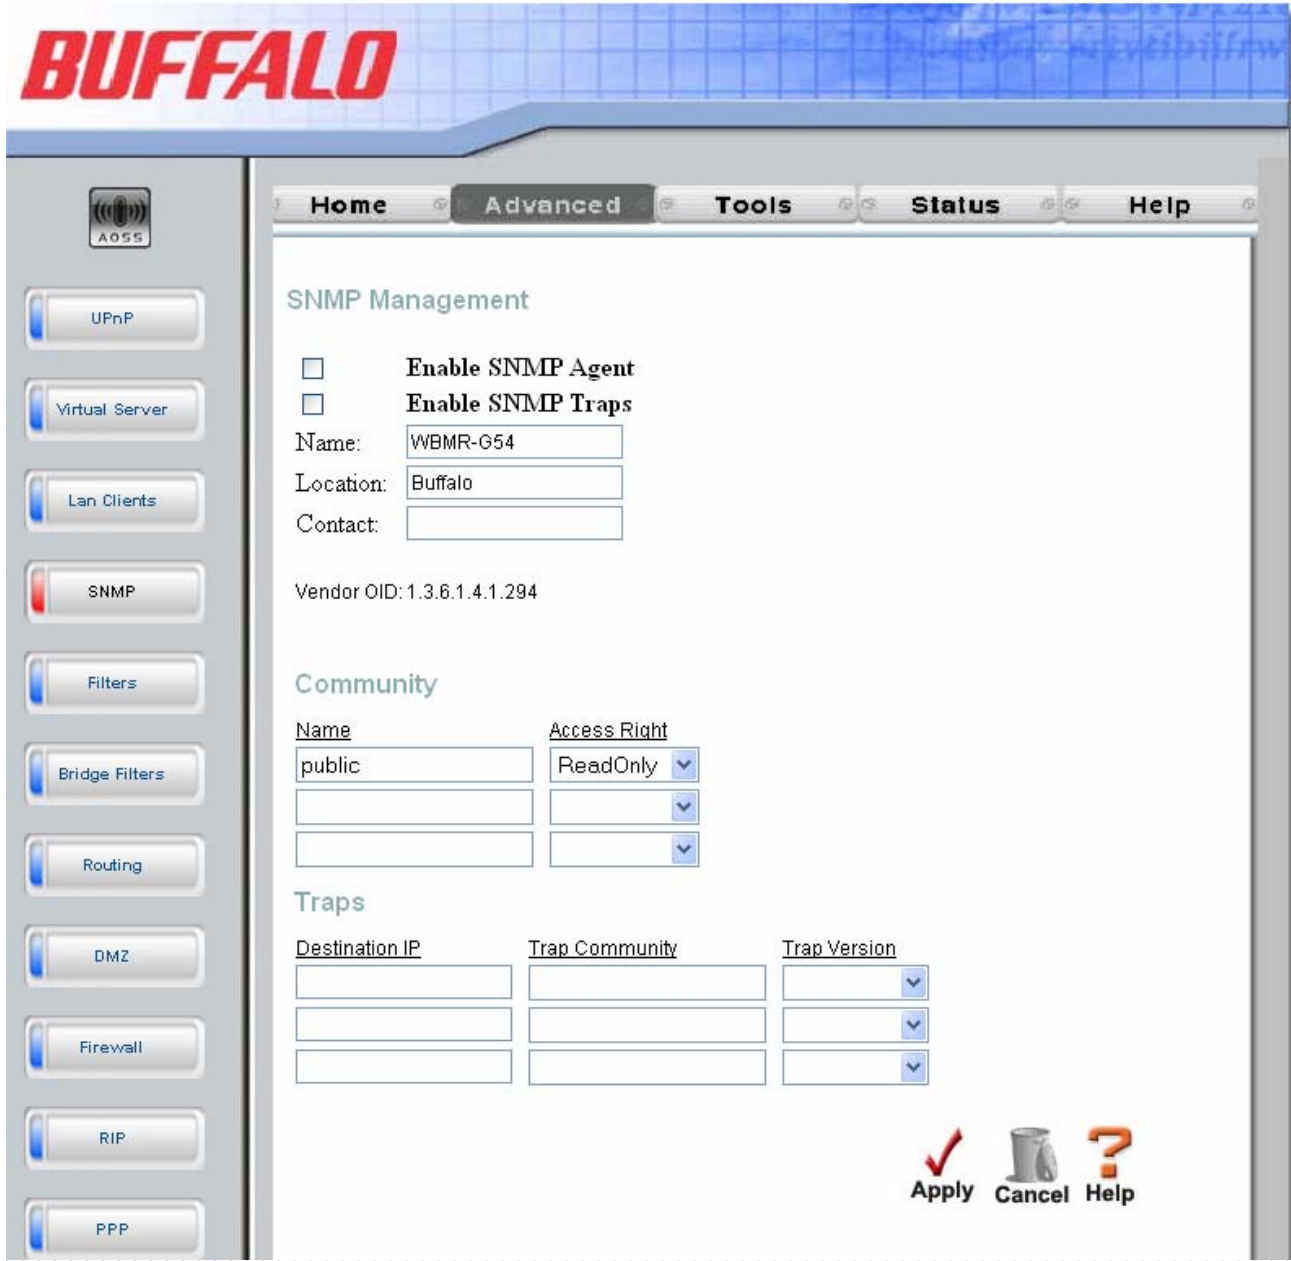 BUFFALO
AOSS
Home Advanced Tools Status Help
UPnP
Virtual Server
Lan Clients
SNMP
Filters
Bridge Filters
Routing
DMZ
Firewall
RIP
PPP
SNMP Management
Enable SNMP Agent
Enable SNMP Traps
Name: WBMR-G54
Location: Buffalo
Contact:
Vendor OID: 1.3.6.1.4.1.294
Community
Name Access Right
public ReadOnly
Traps
Destination IP Trap Community Trap Version
Apply Cancel Help